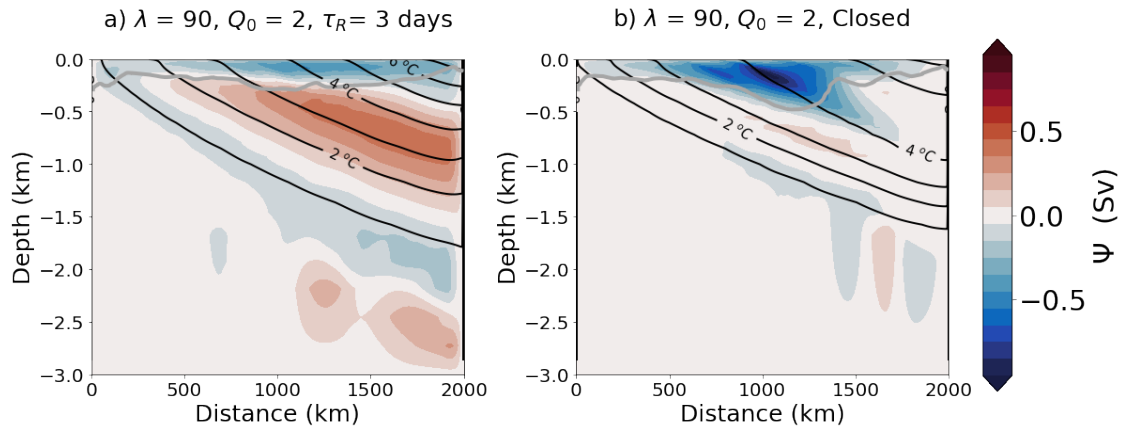 a) λ = 90, Q₀ = 2, τ_R= 3 days
b) λ = 90, Q₀ = 2, Closed
0.0
−0.5
−1.0
−1.5
−2.0
−2.5
−3.0
Depth (km)
6 °C
4 °C
2 °C
0
500
1000
1500
2000
Distance (km)
0.0
−0.5
−1.0
−1.5
−2.0
−2.5
−3.0
Depth (km)
2 °C
4 °C
0
500
1000
1500
2000
Distance (km)
0.5
0.0
−0.5
Ψ (Sv)